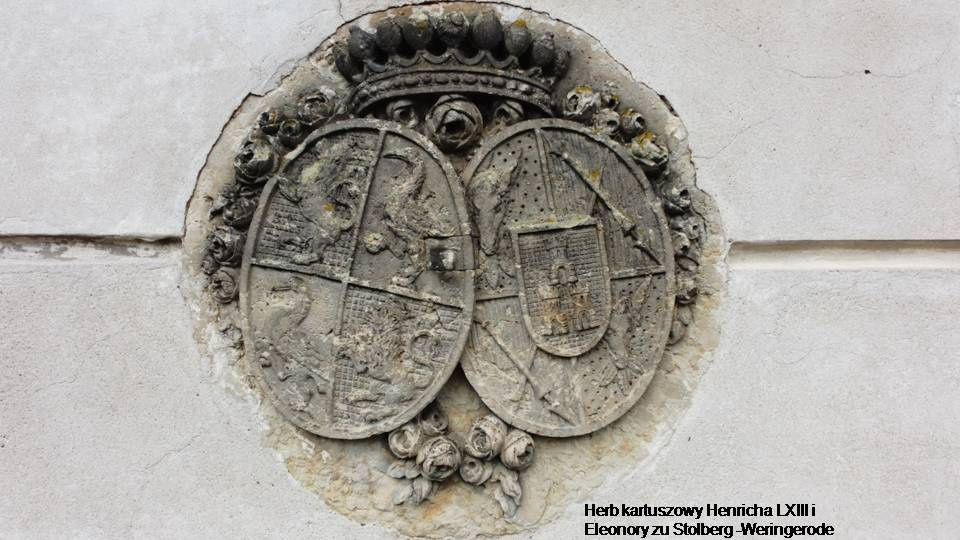 Herb kartuszowy Henricha LXIII i
Eleonory zu Stolberg -Weringerode